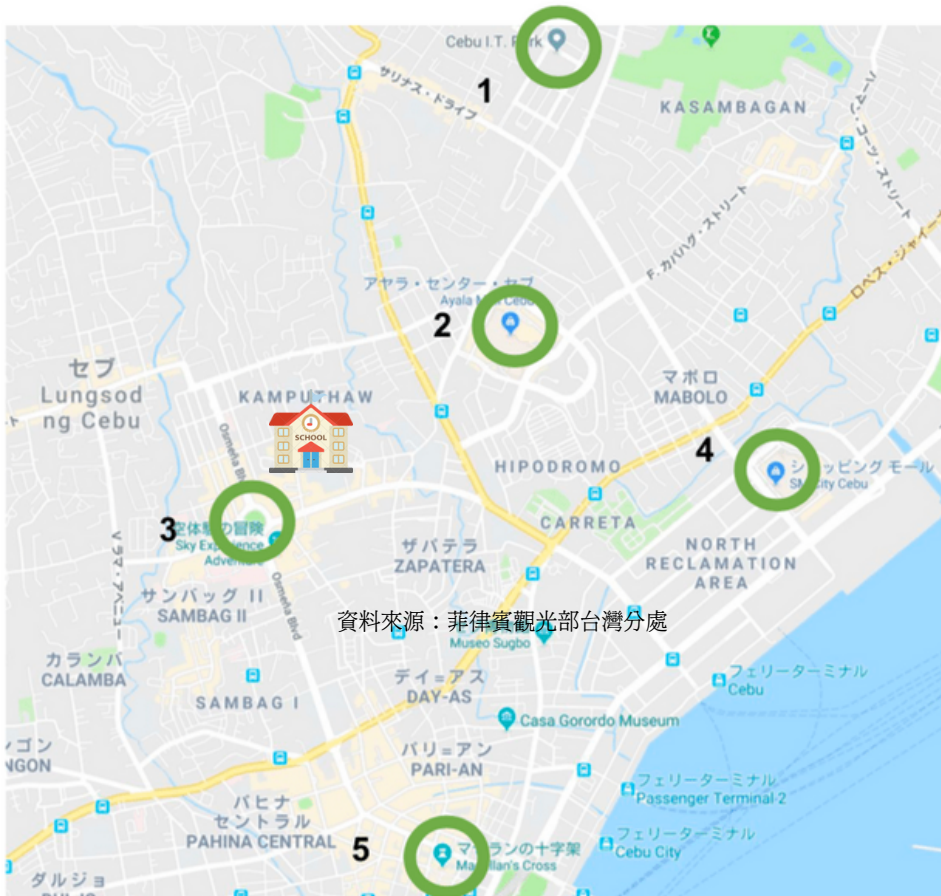 Cebu I.T. Park
サリナス・ドライブ
1
KASAMBAGAN
F. カバハグ・ストリート
アヤラ・センター・セブ
Ayala
Cebu
2
セブ
Lungsod
ng Cebu
KAMPUTHAW
SCHOOL
マボロ
MABOLO
4
ショッピング モール
SM City Cebu
HIPODROMO
CARRETA
3
Sky Experience
Adventure
ザパテラ
ZAPATERA
NORTH
RECLAMATION
AREA
サンバッグ II
SAMBAG II
Osmeña Blvd
資料來源：菲律賓觀光部台灣分處
Museo Sugbo
カランバ
CALAMBA
SAMBAG I
デイ=アス
DAY-AS
フェリーターミナル
Cebu
Casa Gorordo Museum
パリ=アン
PARI-AN
フェリーターミナル
Passenger Terminal 2
パヒナ
セントラル
PAHINA CENTRAL
5
マゼランの十字架
Magellan's Cross
フェリーターミナル
Cebu City
ダルジョ